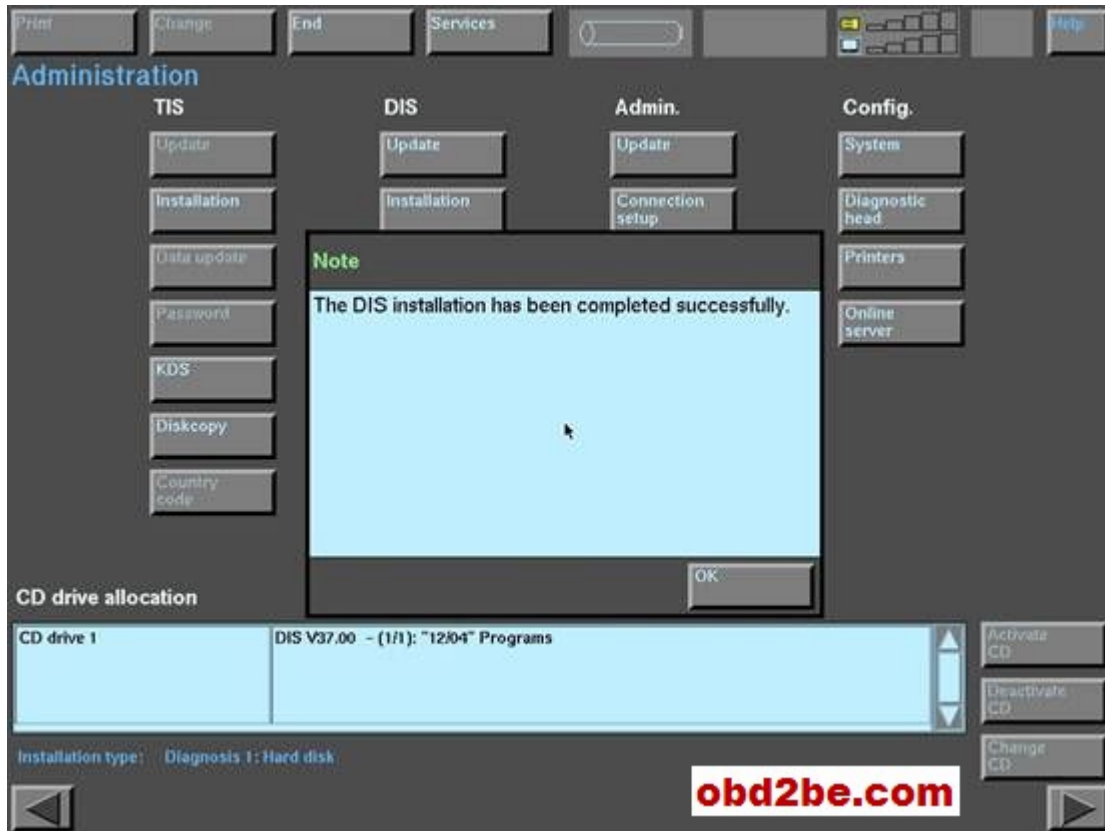 Print
Change
End
Services
Help
Administration
TIS
DIS
Admin.
Config.
Update
Update
Update
System
Installation
Installation
Connection
setup
Diagnostic
head
Data update
Note
Printers
The DIS installation has been completed successfully.
Password
Online
server
KDS
Diskcopy
Country
code
OK
CD drive allocation
CD drive 1
DIS V37.00 - (1/1): "12/04" Programs
Activate
CD
Deactivate
CD
Installation type: Diagnosis 1: Hard disk
Change
CD
obd2be.com